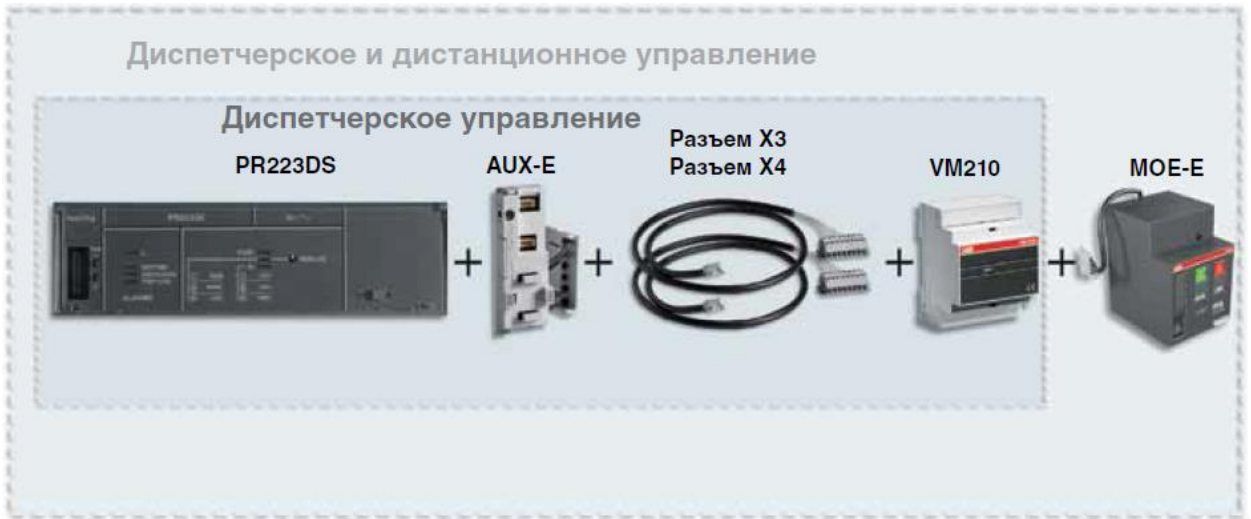 Диспетчерское и дистанционное управление
Диспетчерское управление
PR223DS
AUX-E
Разъем X3
Разъем X4
VM210
MOE-E